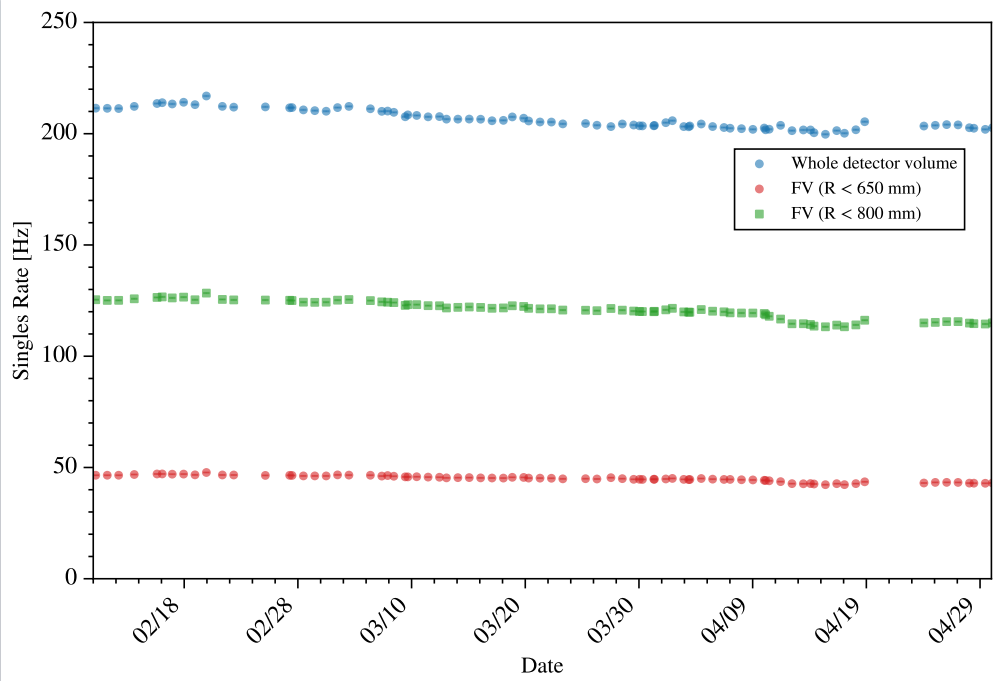 250
200
150
100
50
0
Singles Rate [Hz]
Whole detector volume
FV (R < 650 mm)
FV (R < 800 mm)
02/18
02/28
03/10
03/20
03/30
04/09
04/19
04/29
Date